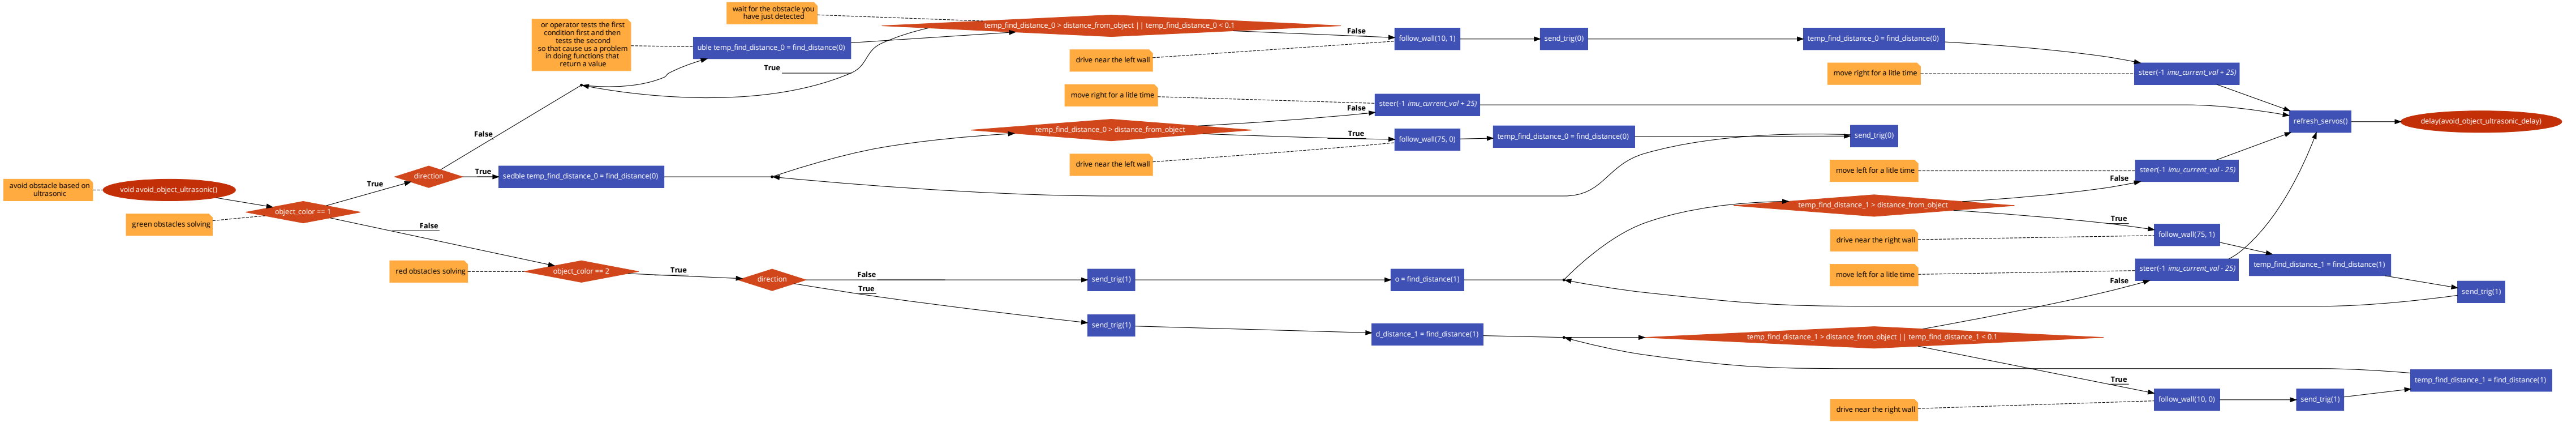 avoid obstacle based on
ultrasonic
void avoid_object_ultrasonic()
green obstacles solving
object_color == 1
True
False
direction
False
True
or operator tests the first
condition first and then
tests the second
so that cause us a problem
in doing functions that
return a value
uble temp_find_distance_0 = find_distance(0)
True
wait for the obstacle you
have just detected
temp_find_distance_0 > distance_from_object || temp_find_distance_0 < 0.1
False
drive near the left wall
follow_wall(10, 1)
send_trig(0)
temp_find_distance_0 = find_distance(0)
move right for a litle time
steer(-1 imu_current_val + 25)
sedble temp_find_distance_0 = find_distance(0)
move right for a litle time
temp_find_distance_0 > distance_from_object
False
steer(-1 imu_current_val + 25)
True
drive near the left wall
follow_wall(75, 0)
temp_find_distance_0 = find_distance(0)
send_trig(0)
refresh_servos()
delay(avoid_object_ultrasonic_delay)
red obstacles solving
object_color == 2
True
direction
False
True
send_trig(1)
o = find_distance(1)
temp_find_distance_1 > distance_from_object
move left for a litle time
False
steer(-1 imu_current_val - 25)
True
drive near the right wall
follow_wall(75, 1)
temp_find_distance_1 = find_distance(1)
send_trig(1)
send_trig(1)
d_distance_1 = find_distance(1)
temp_find_distance_1 > distance_from_object || temp_find_distance_1 < 0.1
move left for a litle time
False
steer(-1 imu_current_val - 25)
True
drive near the right wall
follow_wall(10, 0)
send_trig(1)
temp_find_distance_1 = find_distance(1)